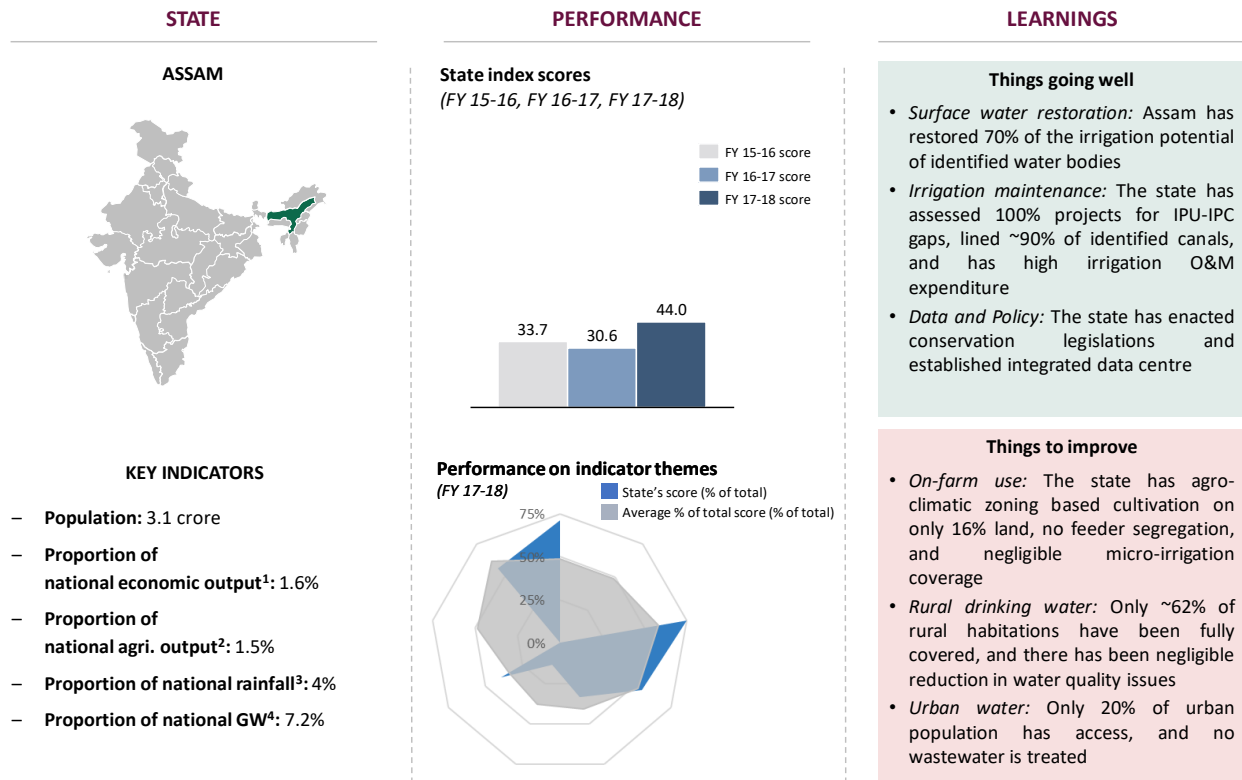 STATE
ASSAM
KEY INDICATORS
– Population: 3.1 crore
– Proportion of
national economic output¹: 1.6%
– Proportion of
national agri. output²: 1.5%
– Proportion of national rainfall³: 4%
– Proportion of national GW⁴: 7.2%
PERFORMANCE
State index scores
(FY 15-16, FY 16-17, FY 17-18)
FY 15-16 score
FY 16-17 score
FY 17-18 score
33.7
30.6
44.0
Performance on indicator themes
(FY 17-18)
State's score (% of total)
Average % of total score (% of total)
75%
50%
25%
0%
LEARNINGS
Things going well
• Surface water restoration: Assam has
restored 70% of the irrigation potential
of identified water bodies
• Irrigation maintenance: The state has
assessed 100% projects for IPU-IPC
gaps, lined ~90% of identified canals,
and has high irrigation O&M
expenditure
• Data and Policy: The state has enacted
conservation legislations and
established integrated data centre
Things to improve
• On-farm use: The state has agro-
climatic zoning based cultivation on
only 16% land, no feeder segregation,
and negligible micro-irrigation
coverage
• Rural drinking water: Only ~62% of
rural habitations have been fully
covered, and there has been negligible
reduction in water quality issues
• Urban water: Only 20% of urban
population has access, and no
wastewater is treated